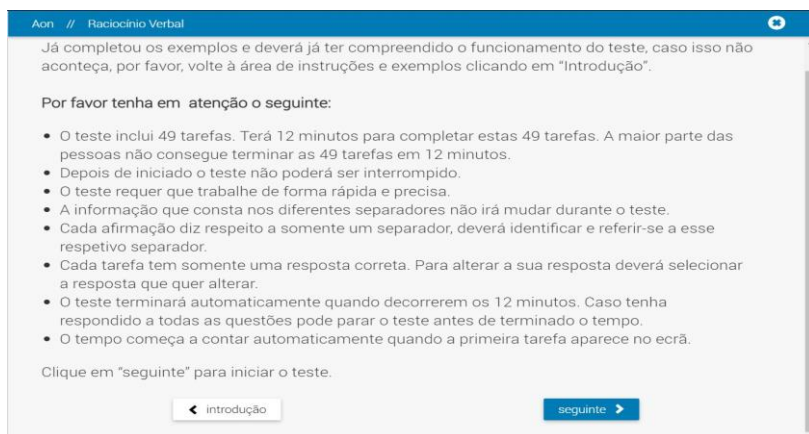 Aon // Raciocínio Verbal
Já completou os exemplos e deverá já ter compreendido o funcionamento do teste, caso isso não
aconteça, por favor, volte à área de instruções e exemplos clicando em "Introdução".
Por favor tenha em atenção o seguinte:
• O teste inclui 49 tarefas. Terá 12 minutos para completar estas 49 tarefas. A maior parte das
pessoas não consegue terminar as 49 tarefas em 12 minutos.
• Depois de iniciado o teste não poderá ser interrompido.
• O teste requer que trabalhe de forma rápida e precisa.
• A informação que consta nos diferentes separadores não irá mudar durante o teste.
• Cada afirmação diz respeito a somente um separador, deverá identificar e referir-se a esse
respetivo separador.
• Cada tarefa tem somente uma resposta correta. Para alterar a sua resposta deverá selecionar
a resposta que quer alterar.
• O teste terminará automaticamente quando decorrerem os 12 minutos. Caso tenha
respondido a todas as questões pode parar o teste antes de terminado o tempo.
• O tempo começa a contar automaticamente quando a primeira tarefa aparece no ecrã.
Clique em "seguinte" para iniciar o teste.
introdução
seguinte